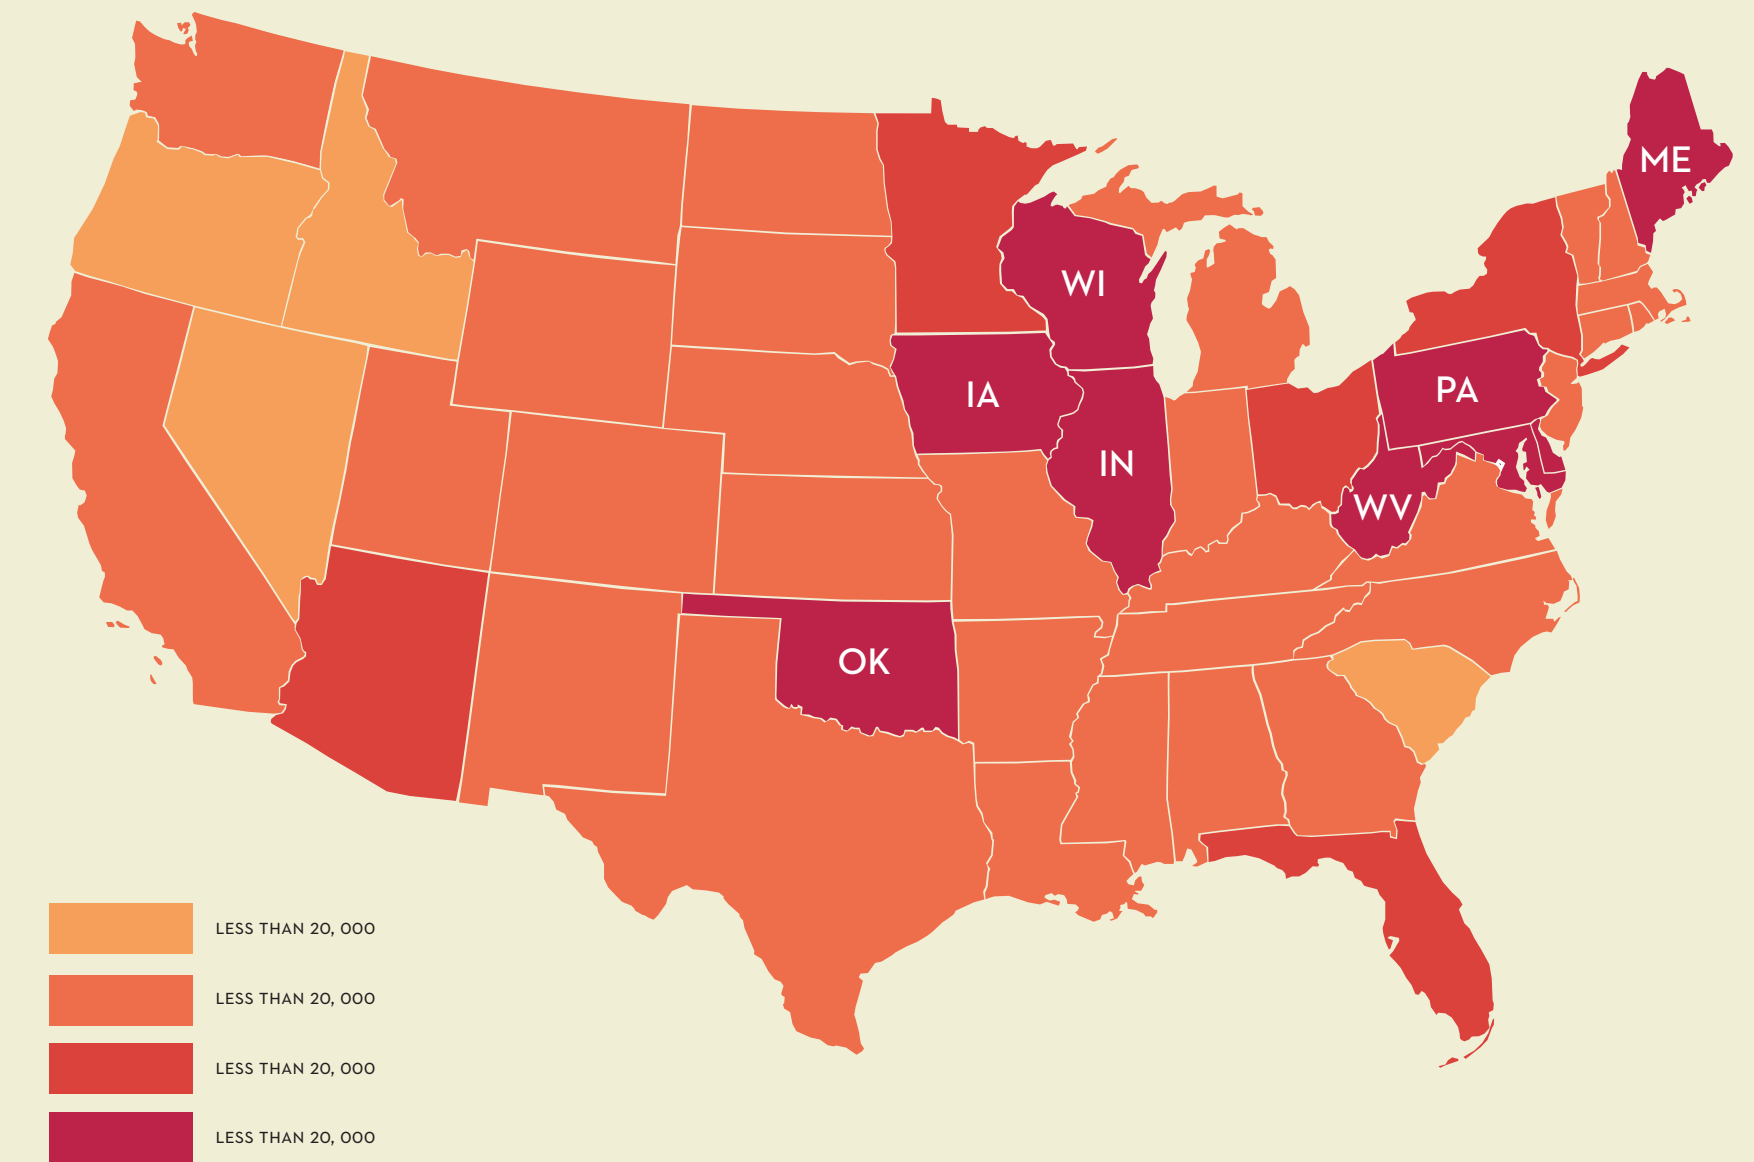 ME
WI
PA
IA
IN
WV
OK
LESS THAN 20, 000
LESS THAN 20, 000
LESS THAN 20, 000
LESS THAN 20, 000